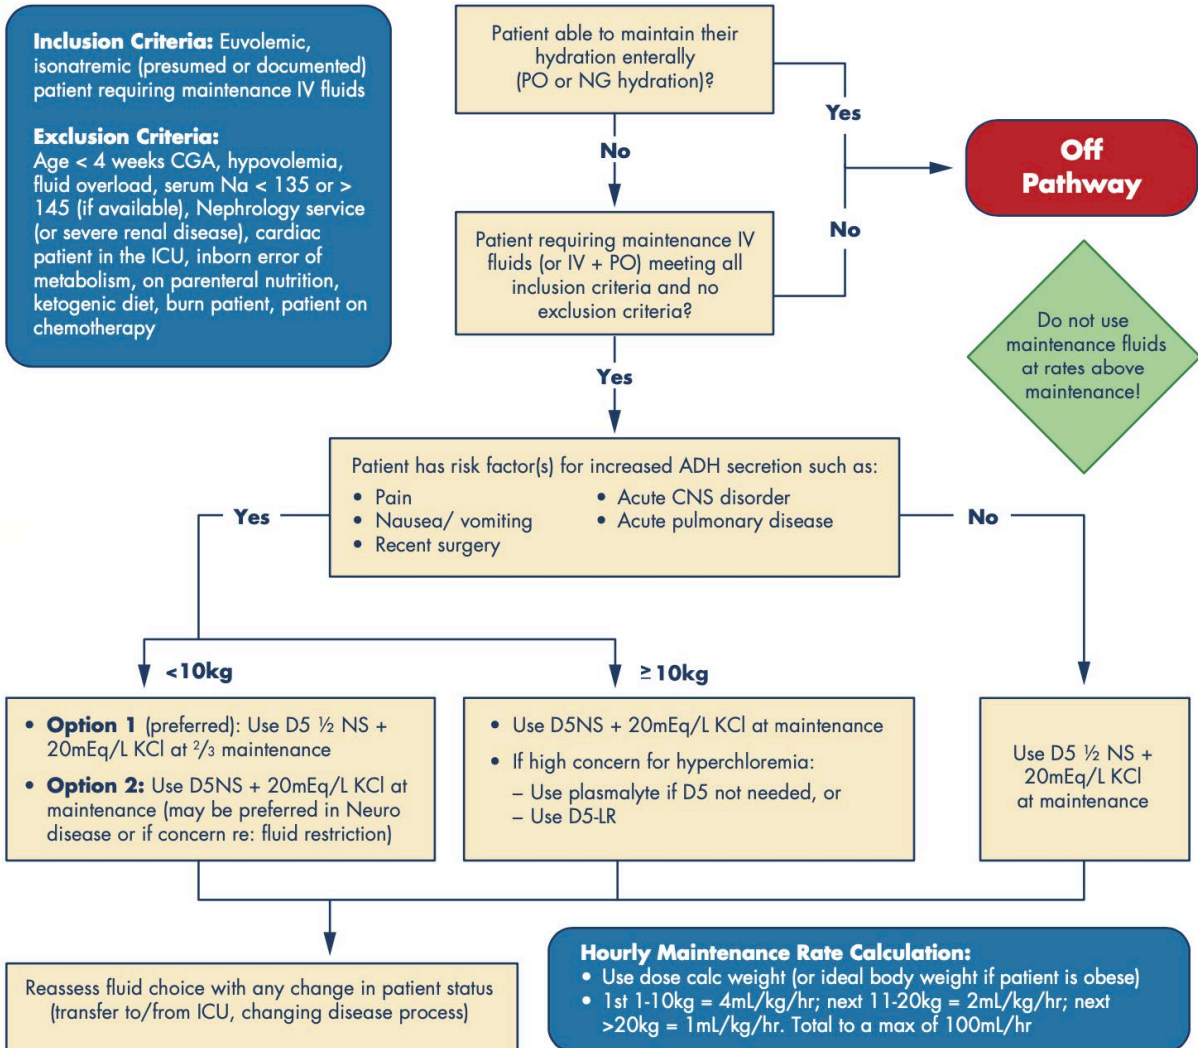 Inclusion Criteria: Euvolemic,
isonatremic (presumed or documented)
patient requiring maintenance IV fluids
Exclusion Criteria:
Age < 4 weeks CGA, hypovolemia,
fluid overload, serum Na < 135 or >
145 (if available), Nephrology service
(or severe renal disease), cardiac
patient in the ICU, inborn error of
metabolism, on parenteral nutrition,
ketogenic diet, burn patient, patient on
chemotherapy
Patient able to maintain their
hydration enterally
(PO or NG hydration)?
Yes
No
Off
Pathway
No
Patient requiring maintenance IV
fluids (or IV + PO) meeting all
inclusion criteria and no
exclusion criteria?
Do not use
maintenance fluids
at rates above
maintenance!
Yes
Patient has risk factor(s) for increased ADH secretion such as:
• Pain
• Nausea/ vomiting
• Recent surgery
• Acute CNS disorder
• Acute pulmonary disease
Yes
No
<10kg
≥10kg
• Option 1 (preferred): Use D5 ½ NS +
20mEq/L KCl at ²/₃ maintenance
• Option 2: Use D5NS + 20mEq/L KCl at
maintenance (may be preferred in Neuro
disease or if concern re: fluid restriction)
• Use D5NS + 20mEq/L KCl at maintenance
• If high concern for hyperchloremia:
– Use plasmalyte if D5 not needed, or
– Use D5-LR
Use D5 ½ NS +
20mEq/L KCl
at maintenance
Reassess fluid choice with any change in patient status
(transfer to/from ICU, changing disease process)
Hourly Maintenance Rate Calculation:
• Use dose calc weight (or ideal body weight if patient is obese)
• 1st 1-10kg = 4mL/kg/hr; next 11-20kg = 2mL/kg/hr; next
>20kg = 1mL/kg/hr. Total to a max of 100mL/hr